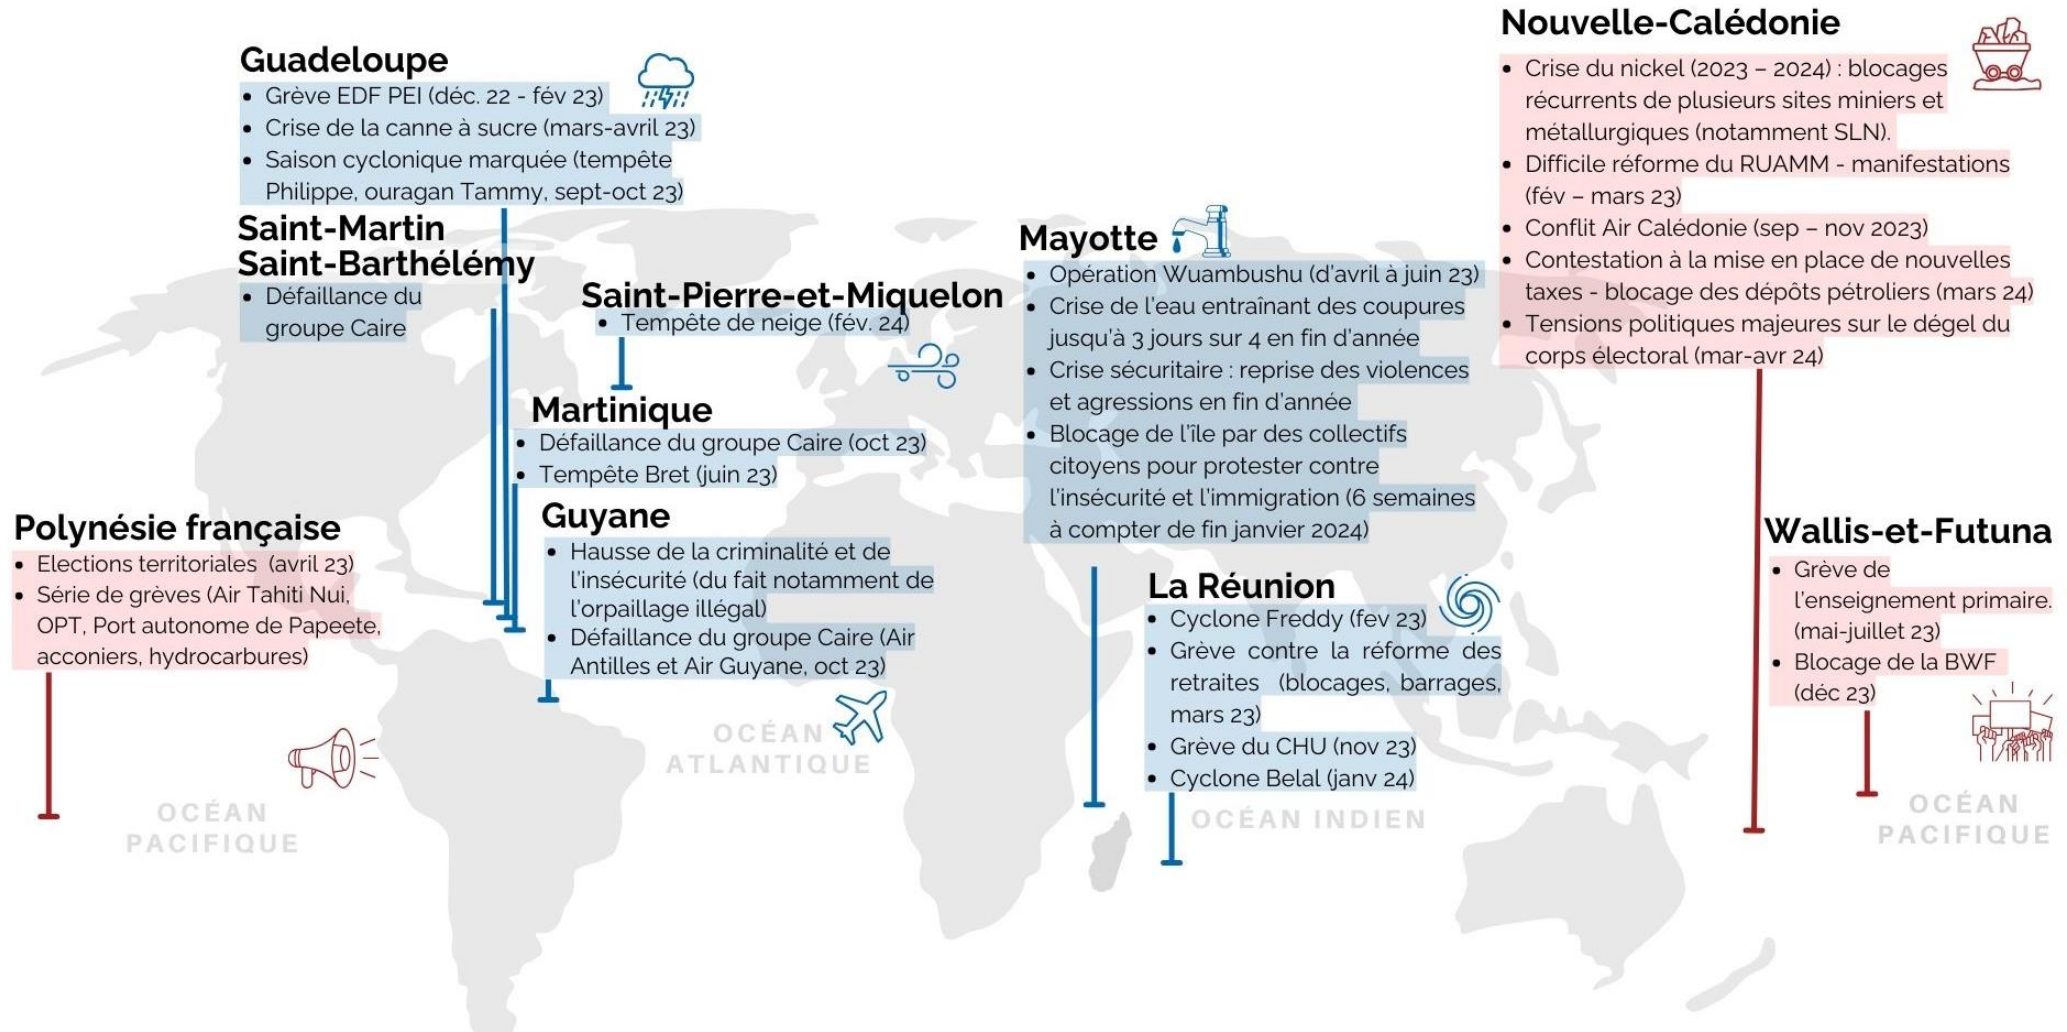 Guadeloupe
• Grève EDF PEI (déc. 22 - fév 23)
• Crise de la canne à sucre (mars-avril 23)
• Saison cyclonique marquée (tempête
Philippe, ouragan Tammy, sept-oct 23)
Saint-Martin
Saint-Barthélémy
• Défaillance du
groupe Caire
Saint-Pierre-et-Miquelon
• Tempête de neige (fév. 24)
Martinique
• Défaillance du groupe Caire (oct 23)
• Tempête Bret (juin 23)
Guyane
• Hausse de la criminalité et de
l'insécurité (du fait notamment de
l'orpaillage illégal)
• Défaillance du groupe Caire (Air
Antilles et Air Guyane, oct 23)
Polynésie française
• Elections territoriales (avril 23)
• Série de grèves (Air Tahiti Nui,
OPT, Port autonome de Papeete,
acconiers, hydrocarbures)
OCÉAN
PACIFIQUE
OCÉAN
ATLANTIQUE
Mayotte
• Opération Wuambushu (d'avril à juin 23)
• Crise de l'eau entraînant des coupures
jusqu'à 3 jours sur 4 en fin d'année
• Crise sécuritaire : reprise des violences
et agressions en fin d'année
• Blocage de l'île par des collectifs
citoyens pour protester contre
l'insécurité et l'immigration (6 semaines
à compter de fin janvier 2024)
La Réunion
• Cyclone Freddy (fev 23)
• Grève contre la réforme des
retraites (blocages, barrages,
mars 23)
• Grève du CHU (nov 23)
• Cyclone Belal (janv 24)
OCÉAN INDIEN
Nouvelle-Calédonie
• Crise du nickel (2023 – 2024) : blocages
récurrents de plusieurs sites miniers et
métallurgiques (notamment SLN).
• Difficile réforme du RUAMM - manifestations
(fév – mars 23)
• Conflit Air Calédonie (sep – nov 2023)
• Contestation à la mise en place de nouvelles
taxes - blocage des dépôts pétroliers (mars 24)
• Tensions politiques majeures sur le dégel du
corps électoral (mar-avr 24)
Wallis-et-Futuna
• Grève de
l'enseignement primaire.
(mai-juillet 23)
• Blocage de la BWF
(déc 23)
OCÉAN
PACIFIQUE